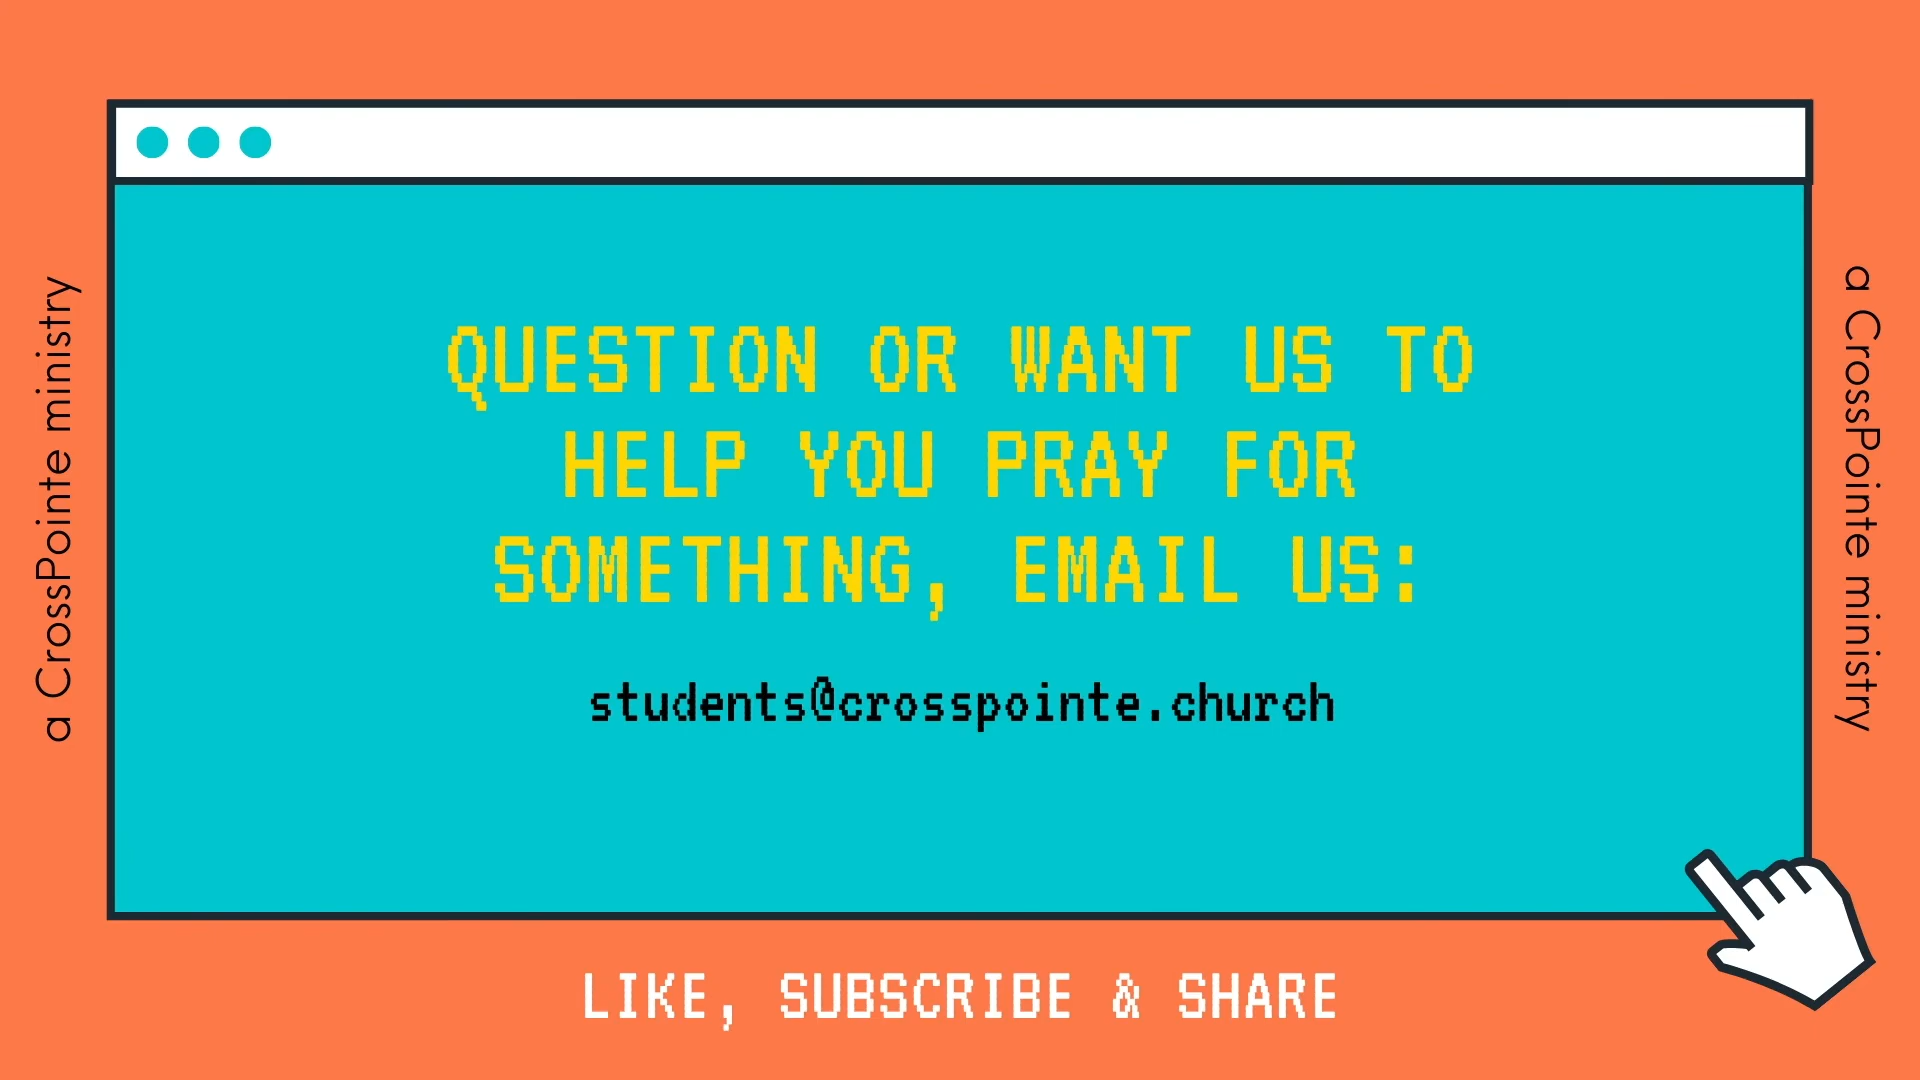 QUESTION OR WANT US TO
HELP YOU PRAY FOR
SOMETHING, EMAIL US:
students@crosspointe.church
a CrossPointe ministry
a CrossPointe ministry
LIKE, SUBSCRIBE & SHARE